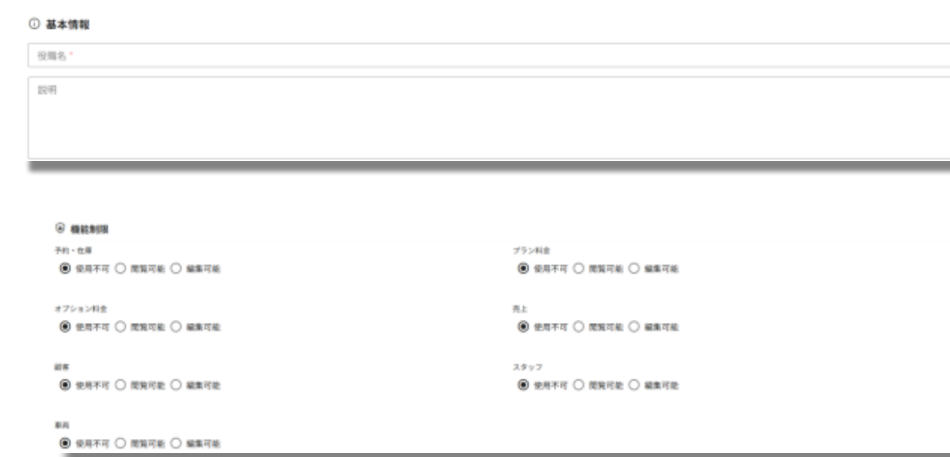 基本情報
役職名 *
説明
機能制限
予約・在庫
使用不可 閲覧可能 編集可能
プラン料金
使用不可 閲覧可能 編集可能
オプション料金
使用不可 閲覧可能 編集可能
売上
使用不可 閲覧可能 編集可能
顧客
使用不可 閲覧可能 編集可能
スタッフ
使用不可 閲覧可能 編集可能
車両
使用不可 閲覧可能 編集可能